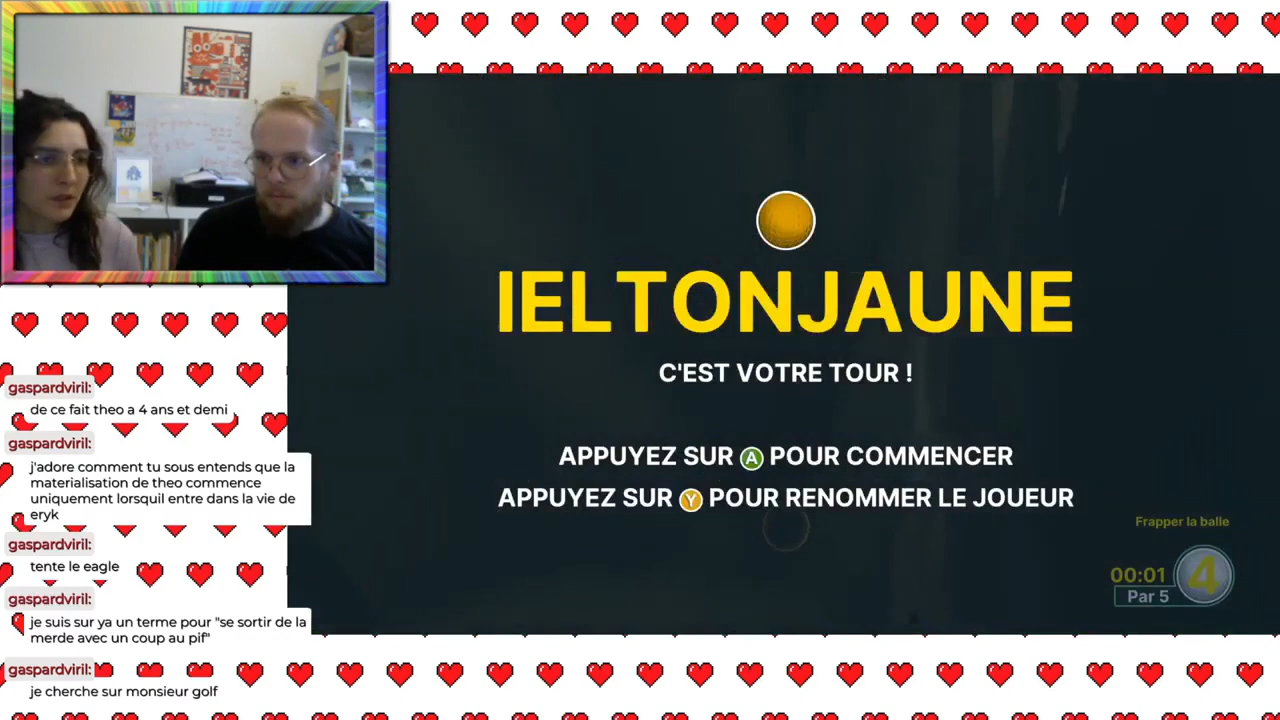 IELTONJAUNE
C'EST VOTRE TOUR !
APPUYEZ SUR A POUR COMMENCER
APPUYEZ SUR Y POUR RENOMMER LE JOUEUR
Frapper la balle
00:01
4
Par 5
gaspardviril:
de ce fait theo a 4 ans et demi
gaspardviril:
j'adore comment tu sous entends que la
materialisation de theo commence
uniquement lorsquil entre dans la vie de
eryk
gaspardviril:
tente le eagle
gaspardviril:
je suis sur ya un terme pour "se sortir de la
merde avec un coup au pif"
gaspardviril:
je cherche sur monsieur golf